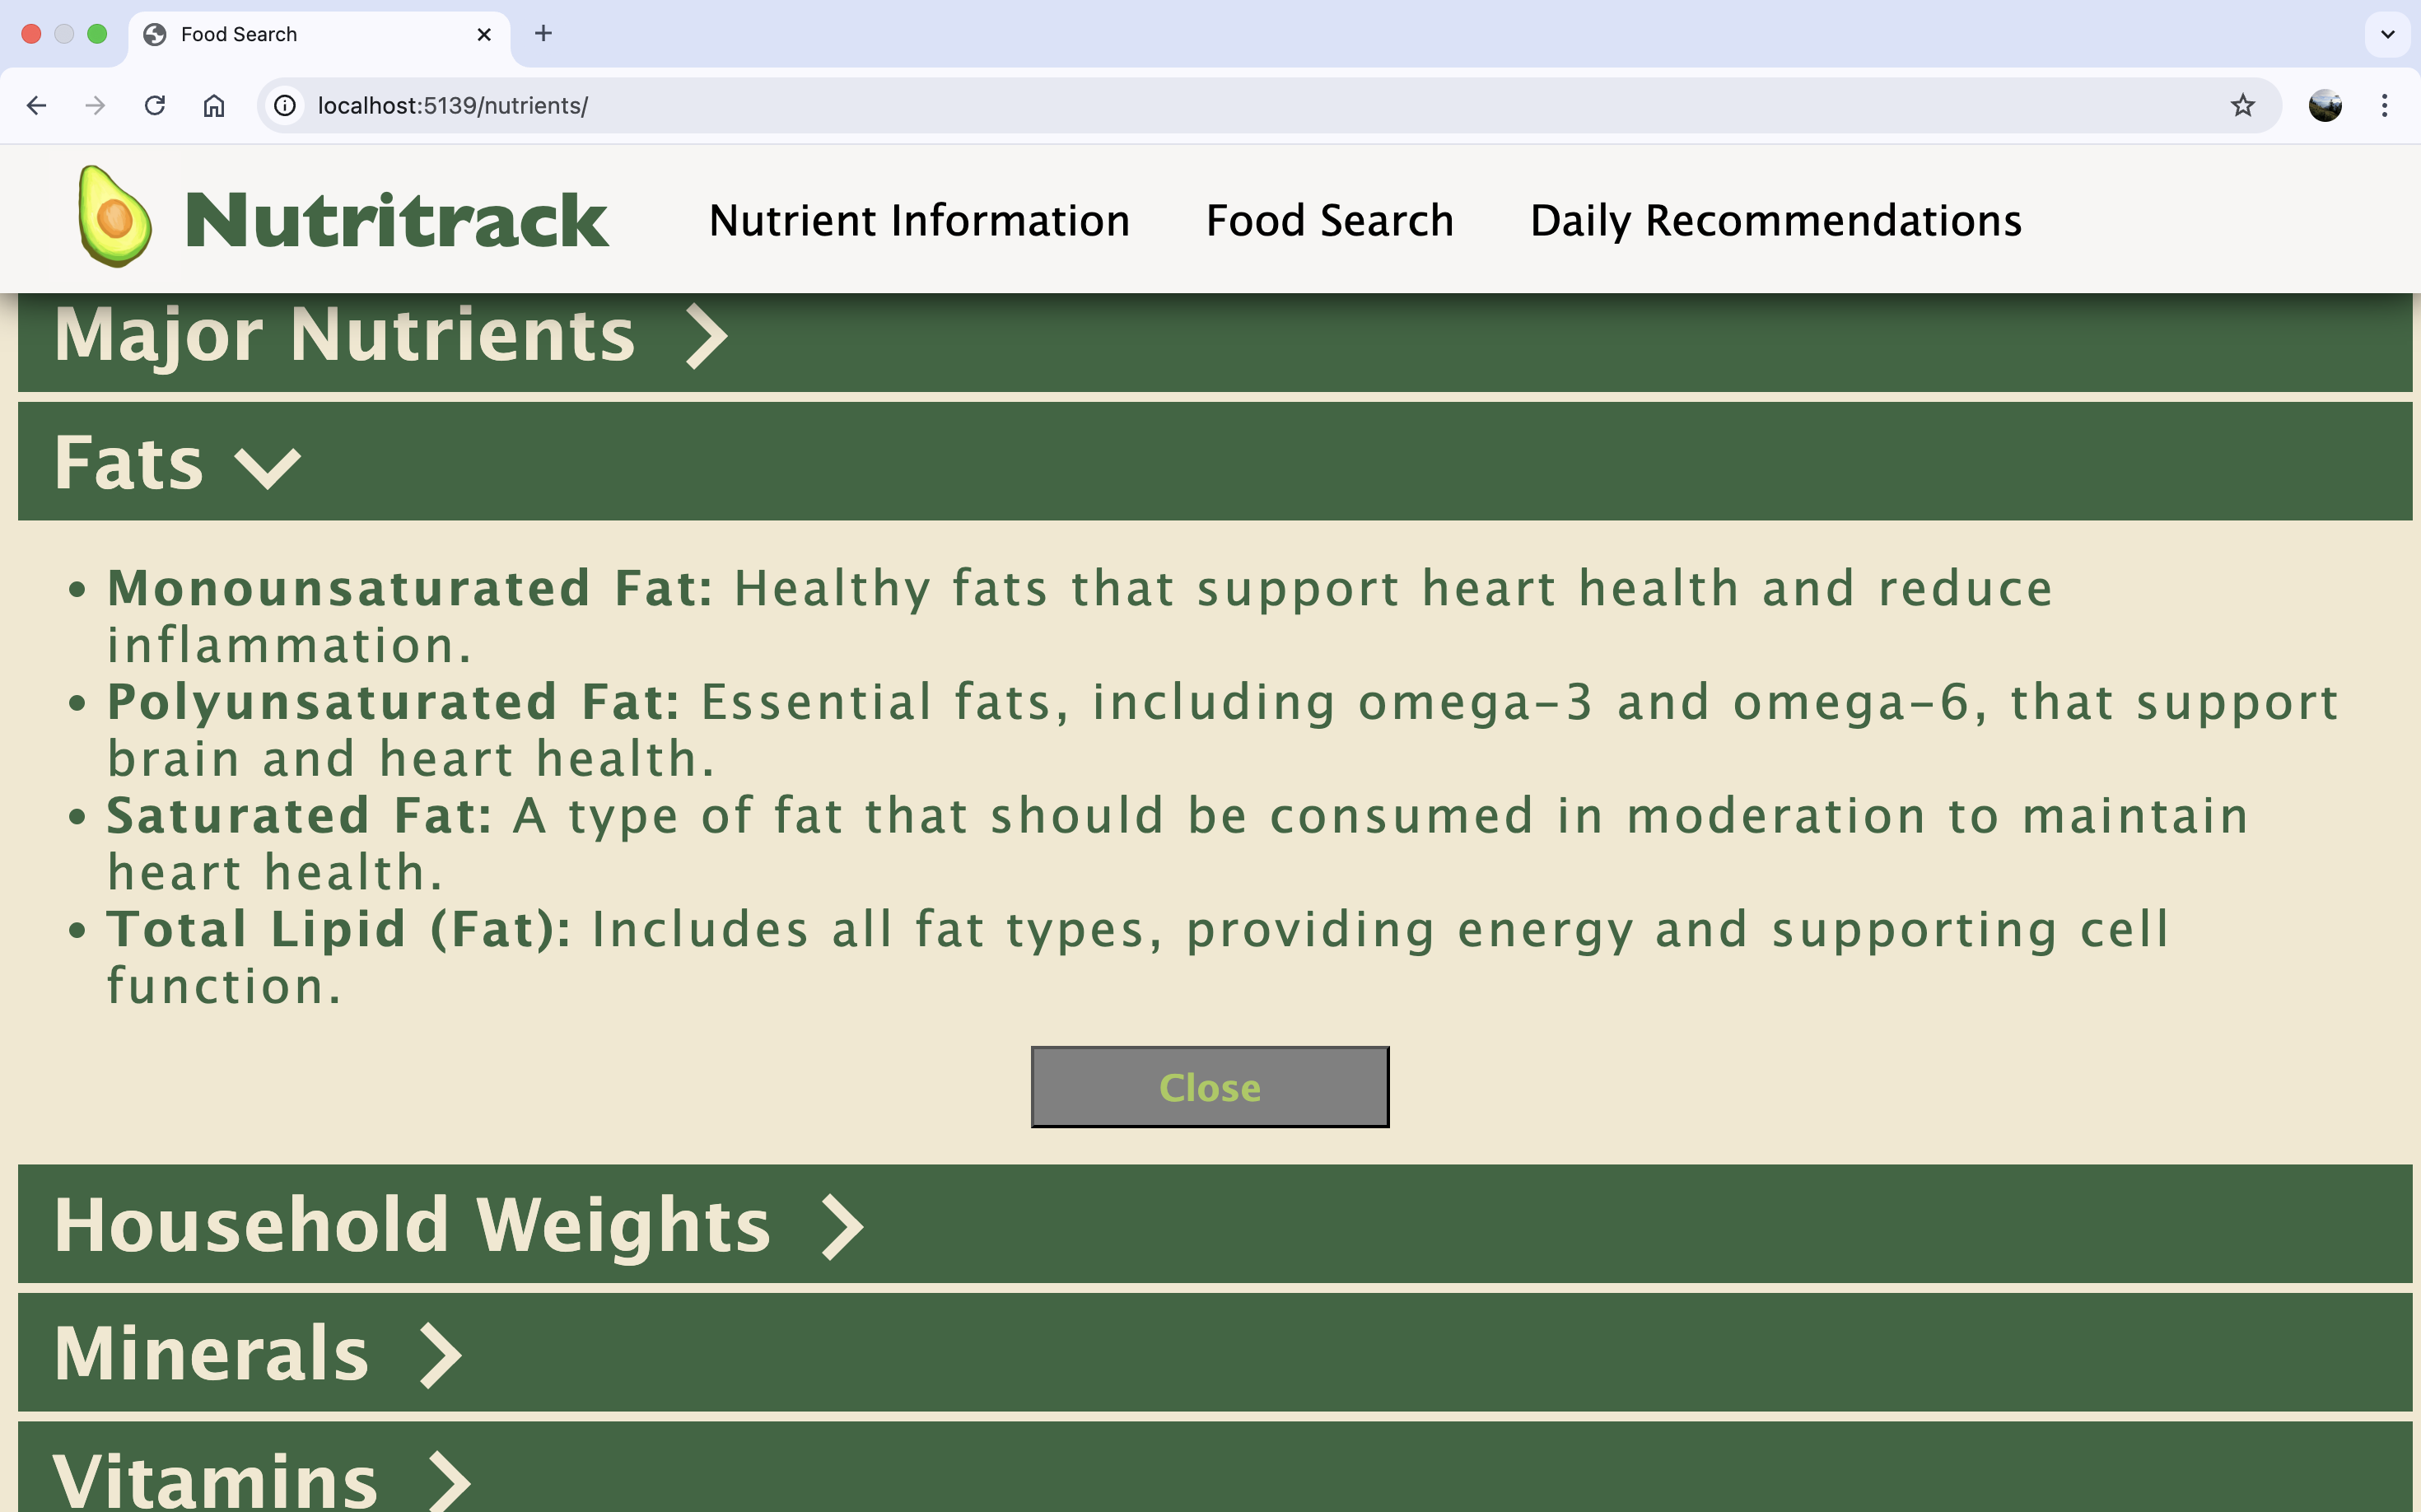 Food Search
localhost:5139/nutrients/
Nutritrack Nutrient Information Food Search Daily Recommendations
Major Nutrients
Fats
• Monounsaturated Fat: Healthy fats that support heart health and reduce
inflammation.
• Polyunsaturated Fat: Essential fats, including omega-3 and omega-6, that support
brain and heart health.
• Saturated Fat: A type of fat that should be consumed in moderation to maintain
heart health.
• Total Lipid (Fat): Includes all fat types, providing energy and supporting cell
function.
Close
Household Weights
Minerals
Vitamins